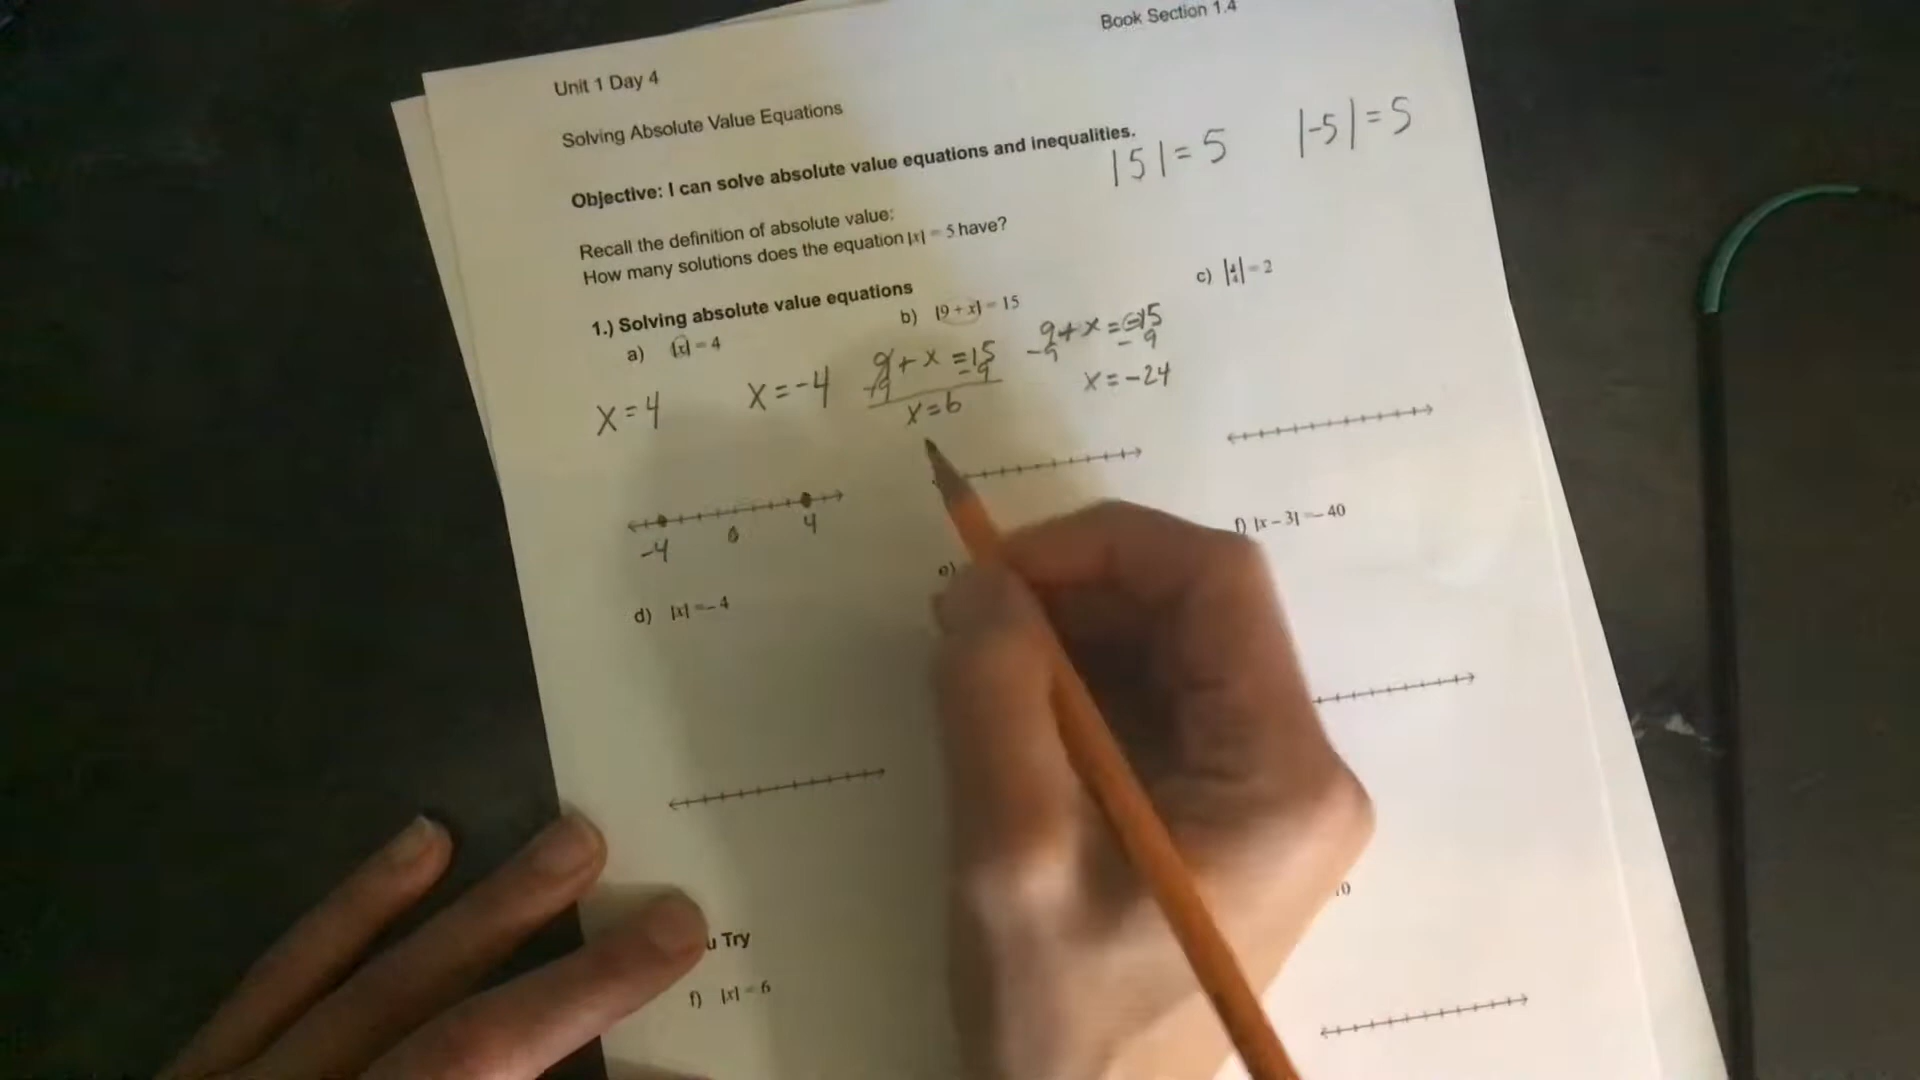 Book Section 1.4
Unit 1 Day 4
Solving Absolute Value Equations
Objective: I can solve absolute value equations and inequalities.
|5| = 5
|-5| = 5
Recall the definition of absolute value:
How many solutions does the equation |x| = 5 have?
1.) Solving absolute value equations
a) |x| = 4
b) |9 + x| = 15
c) = 2
x = 4
x = -4
9 + x = 15
-9 -9
x = 6
9 + x = -15
-9 -9
x = -24
-4 0 4
d) |x| = - 4
e)
f) |x - 3| = - 40
u Try
f) |x| = 6